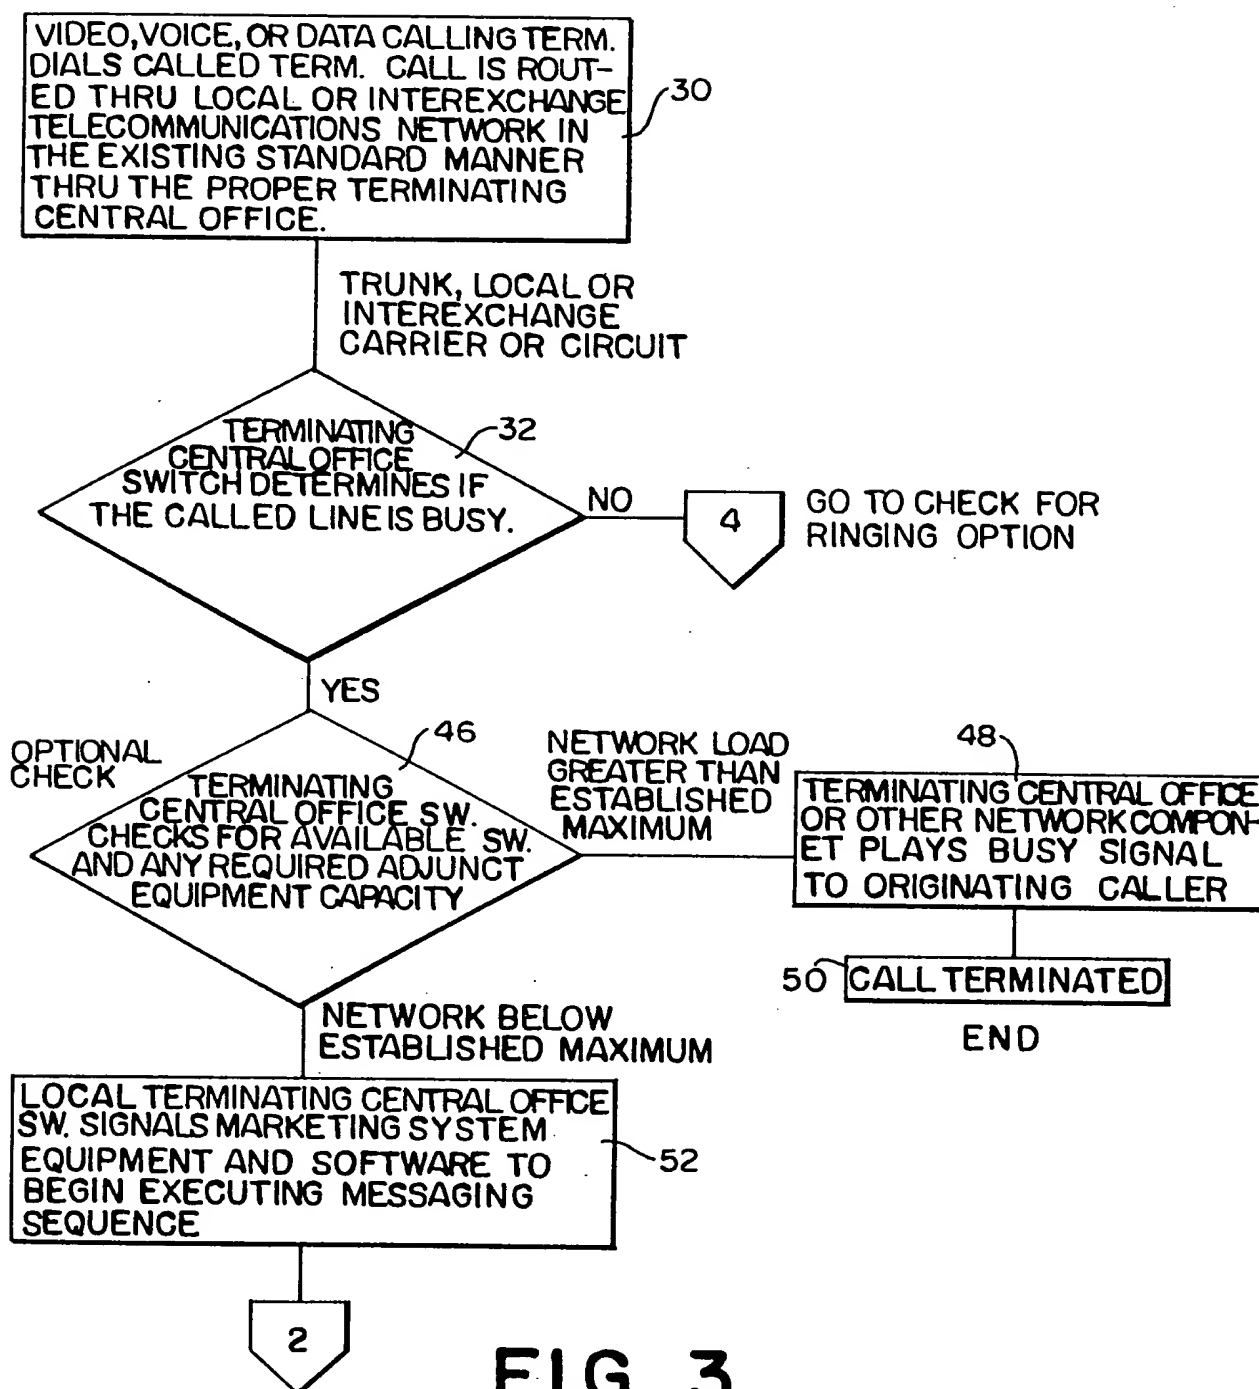 VIDEO, VOICE, OR DATA CALLING TERM.
DIALS CALLED TERM. CALL IS ROUT-
ED THRU LOCAL OR INTEREXCHANGE
TELECOMMUNICATIONS NETWORK IN
THE EXISTING STANDARD MANNER
THRU THE PROPER TERMINATING
CENTRAL OFFICE.
30
TRUNK, LOCAL OR
INTEREXCHANGE
CARRIER OR CIRCUIT
32
TERMINATING
CENTRAL OFFICE
SWITCH DETERMINES IF
THE CALLED LINE IS BUSY.
NO
4
GO TO CHECK FOR
RINGING OPTION
YES
OPTIONAL
CHECK
46
TERMINATING
CENTRAL OFFICE SW.
CHECKS FOR AVAILABLE SW.
AND ANY REQUIRED ADJUNCT
EQUIPMENT CAPACITY
NETWORK LOAD
GREATER THAN
ESTABLISHED
MAXIMUM
48
TERMINATING CENTRAL OFFICE
OR OTHER NETWORK COMPON-
ET PLAYS BUSY SIGNAL
TO ORIGINATING CALLER
50
CALL TERMINATED
END
NETWORK BELOW
ESTABLISHED MAXIMUM
LOCAL TERMINATING CENTRAL OFFICE
SW. SIGNALS MARKETING SYSTEM
EQUIPMENT AND SOFTWARE TO
BEGIN EXECUTING MESSAGING
SEQUENCE
52
2
FIG. 3